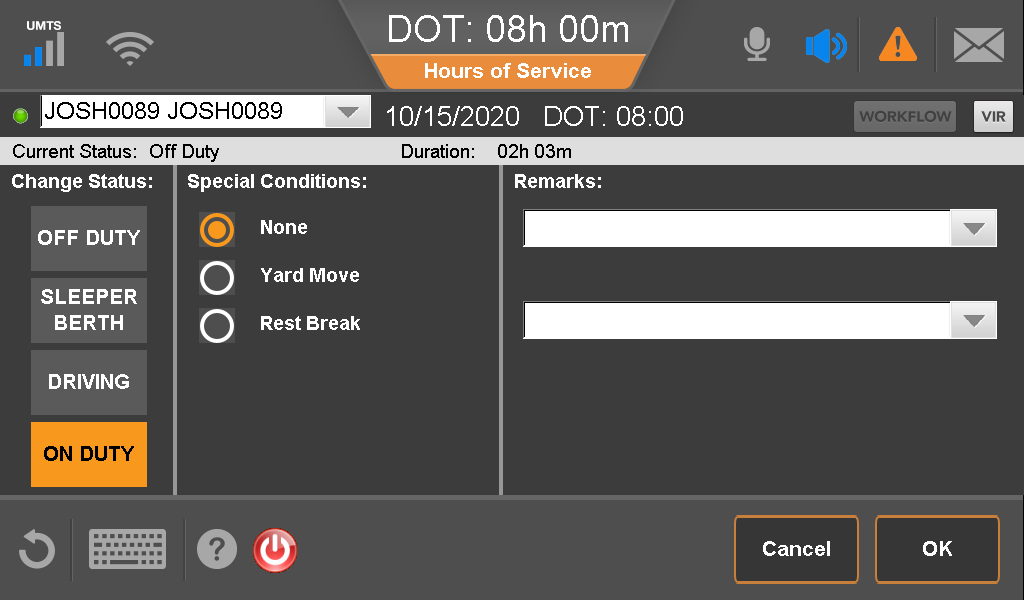 UMTS
DOT: 08h 00m
Hours of Service
JOSH0089 JOSH0089
10/15/2020 DOT: 08:00
WORKFLOW
VIR
Current Status: Off Duty
Duration: 02h 03m
Change Status:
OFF DUTY
SLEEPER
BERTH
DRIVING
ON DUTY
Special Conditions:
None
Yard Move
Rest Break
Remarks:
?
Cancel
OK